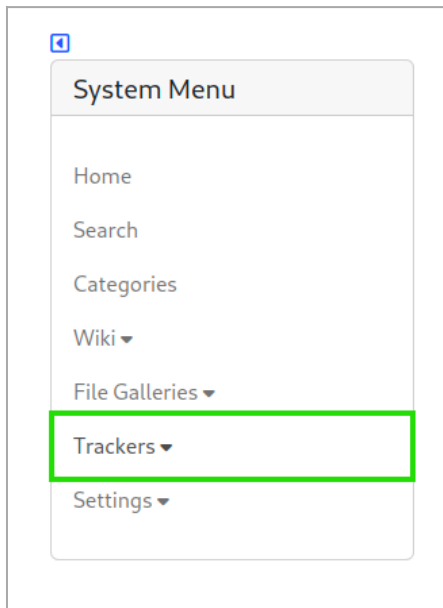 System Menu
Home
Search
Categories
Wiki
File Galleries
Trackers
Settings